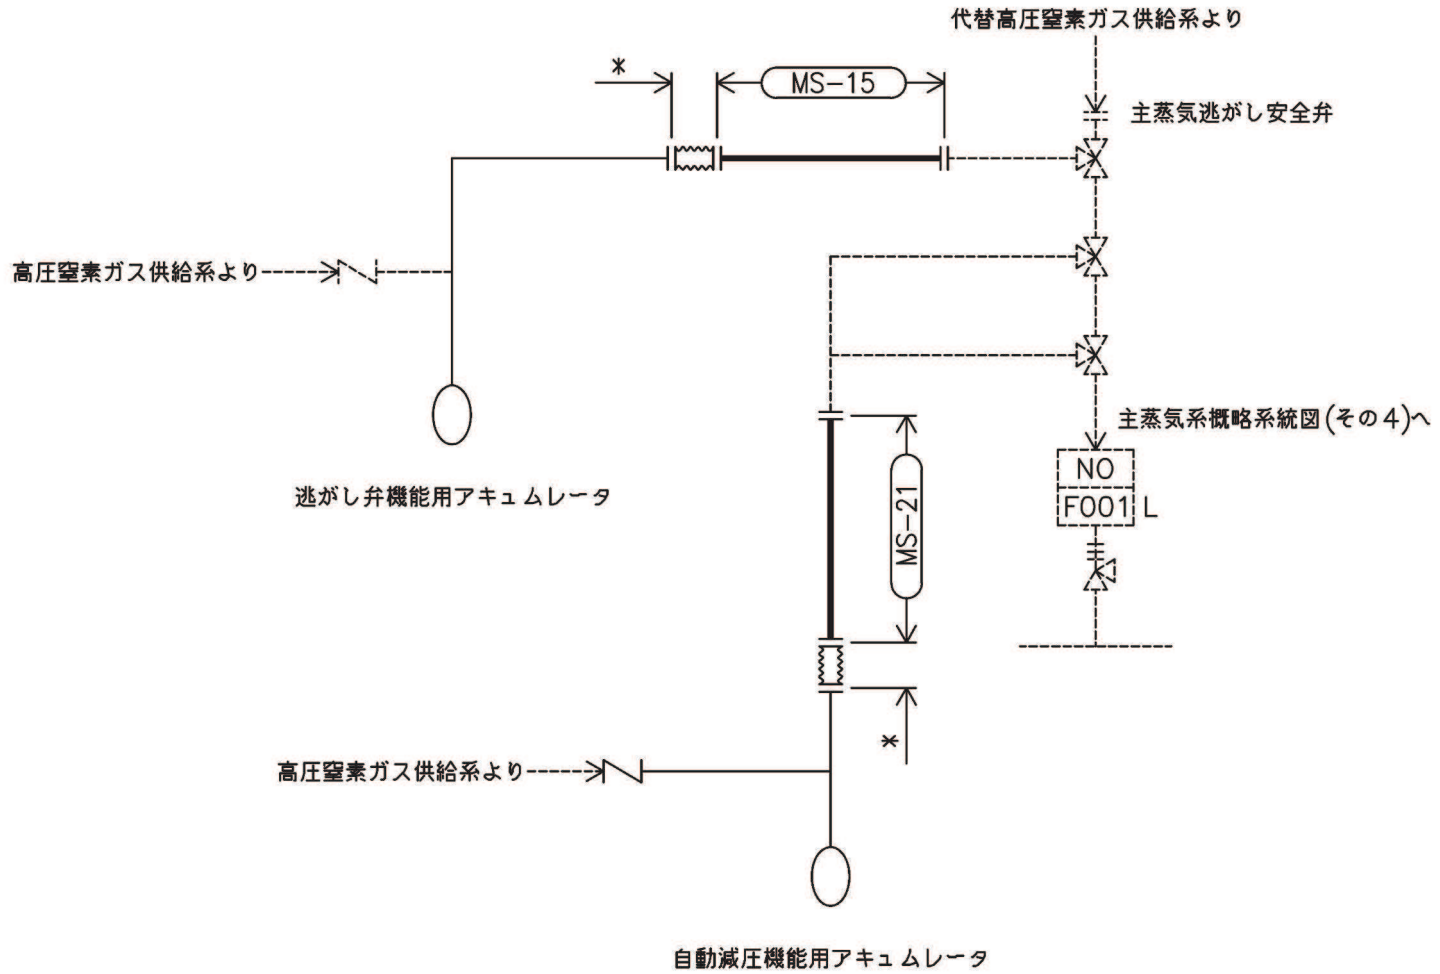 代替高圧窒素ガス供給系より
*
MS-15
主蒸気逃がし安全弁
高圧窒素ガス供給系より
主蒸気系概略系統図(その4)へ
NO
F001 L
逃がし弁機能用アキュムレータ
MS-21
*
高圧窒素ガス供給系より
自動減圧機能用アキュムレータ